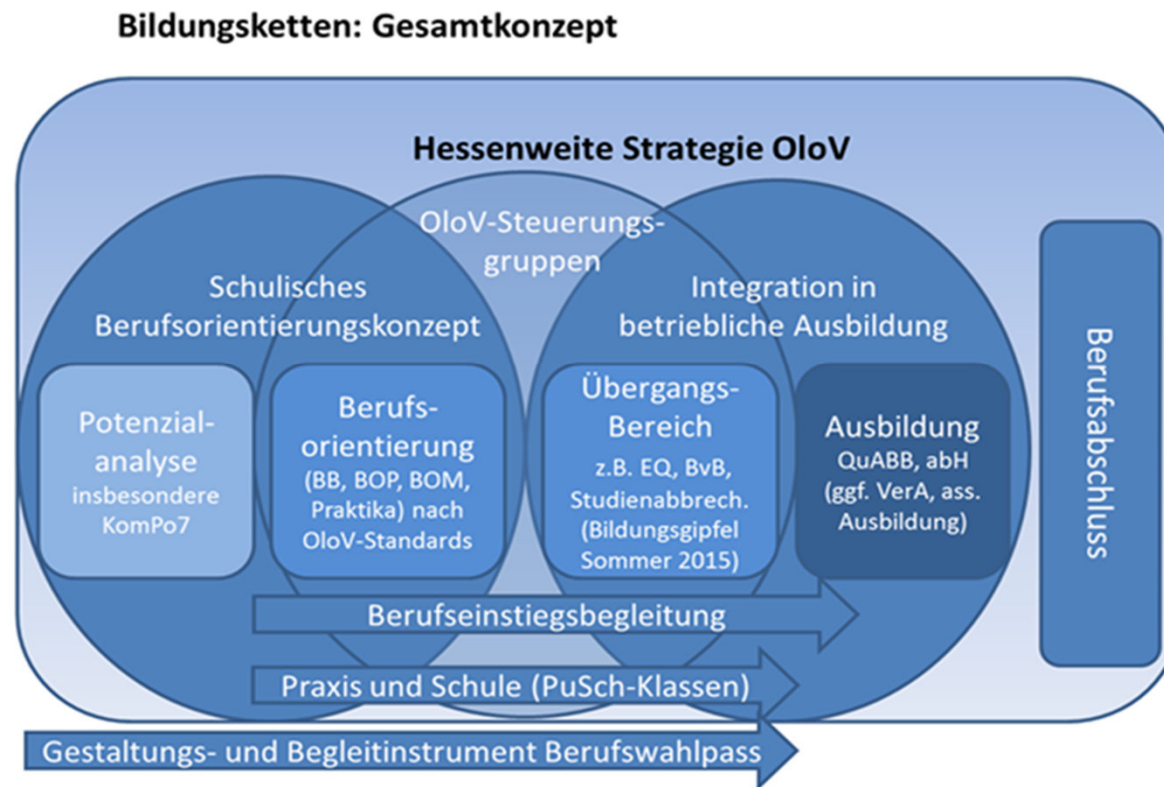 Bildungsketten: Gesamtkonzept
Hessenweite Strategie OloV
OloV-Steuerungs-
gruppen
Schulisches
Berufsorientierungskonzept
Integration in
betriebliche Ausbildung
Potenzial-
analyse
insbesondere
KomPo7
Berufs-
orientierung
(BB, BOP, BOM,
Praktika) nach
OloV-Standards
Übergangs-
Bereich
z.B. EQ, BvB,
Studienabbrech.
(Bildungsgipfel
Sommer 2015)
Ausbildung
QuABB, abH
(ggf. VerA, ass.
Ausbildung)
Berufsabschluss
Berufseinstiegsbegleitung
Praxis und Schule (PuSch-Klassen)
Gestaltungs- und Begleitinstrument Berufswahlpass